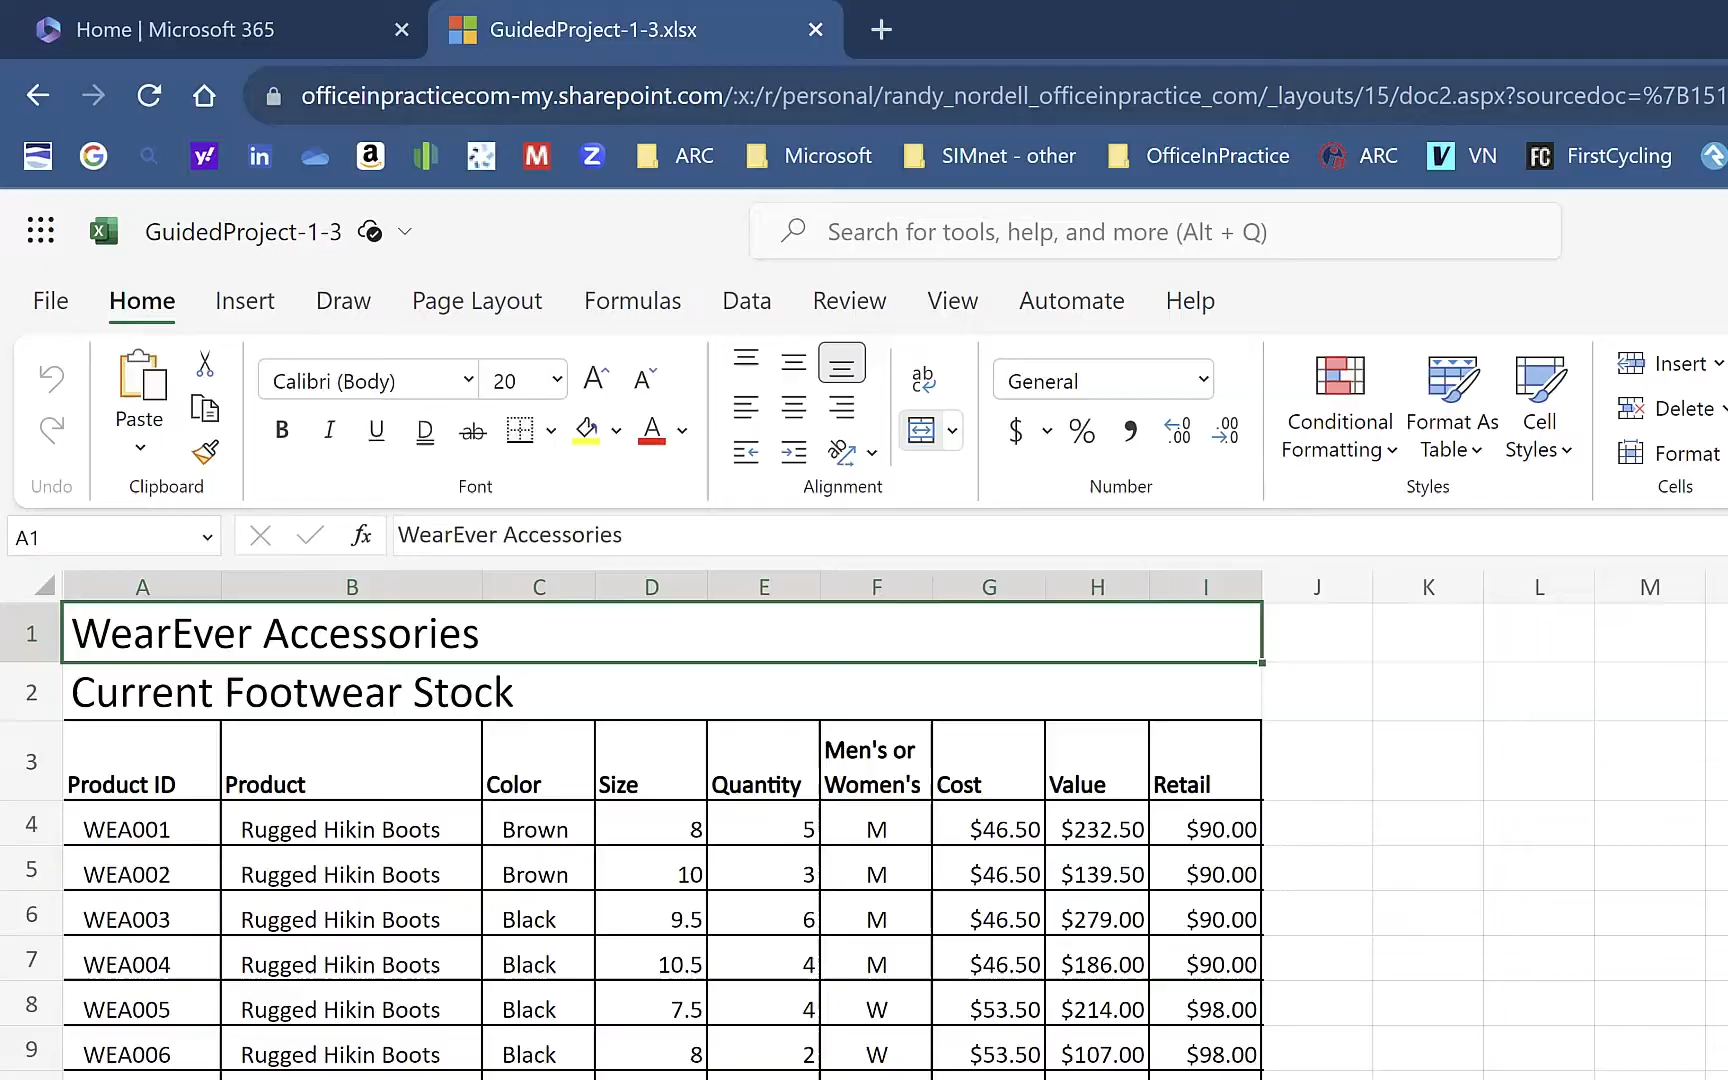 Home | Microsoft 365
GuidedProject-1-3.xlsx
officeinpracticecom-my.sharepoint.com/:x:/r/personal/randy_nordell_officeinpractice_com/_layouts/15/doc2.aspx?sourcedoc=%7B151
G y! in a M Z ARC Microsoft SIMnet - other OfficeInPractice ARC V VN FC FirstCycling
X GuidedProject-1-3
Search for tools, help, and more (Alt + Q)
File Home Insert Draw Page Layout Formulas Data Review View Automate Help
Undo
Paste
Clipboard
Calibri (Body) 20 A A
B I U D ab A
Font
ab
Alignment
General
$ % , .00 .00
Number
Conditional Formatting
Format As Table
Cell Styles
Styles
Insert
Delete
Format
Cells
A1 fx WearEver Accessories
A B C D E F G H I J K L M
1 WearEver Accessories
2 Current Footwear Stock
3 Product ID Product Color Size Quantity Men's or Women's Cost Value Retail
4 WEA001 Rugged Hikin Boots Brown 8 5 M $46.50 $232.50 $90.00
5 WEA002 Rugged Hikin Boots Brown 10 3 M $46.50 $139.50 $90.00
6 WEA003 Rugged Hikin Boots Black 9.5 6 M $46.50 $279.00 $90.00
7 WEA004 Rugged Hikin Boots Black 10.5 4 M $46.50 $186.00 $90.00
8 WEA005 Rugged Hikin Boots Black 7.5 4 W $53.50 $214.00 $98.00
9 WEA006 Rugged Hikin Boots Black 8 2 W $53.50 $107.00 $98.00